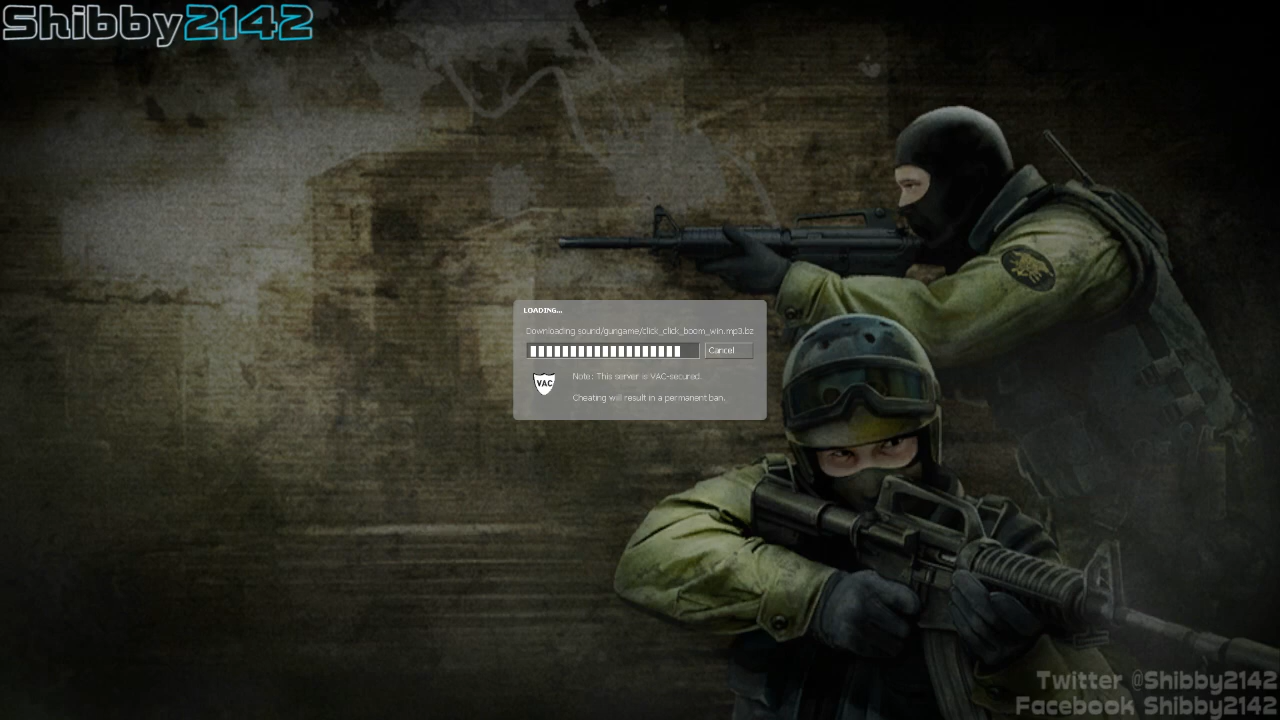 Shibby2142
LOADING...
Downloading sound/gungame/click_click_boom_win.mp3.bz
Cancel
VAC
Note: This server is VAC-secured.
Cheating will result in a permanent ban.
Twitter @Shibby2142
Facebook Shibby2142